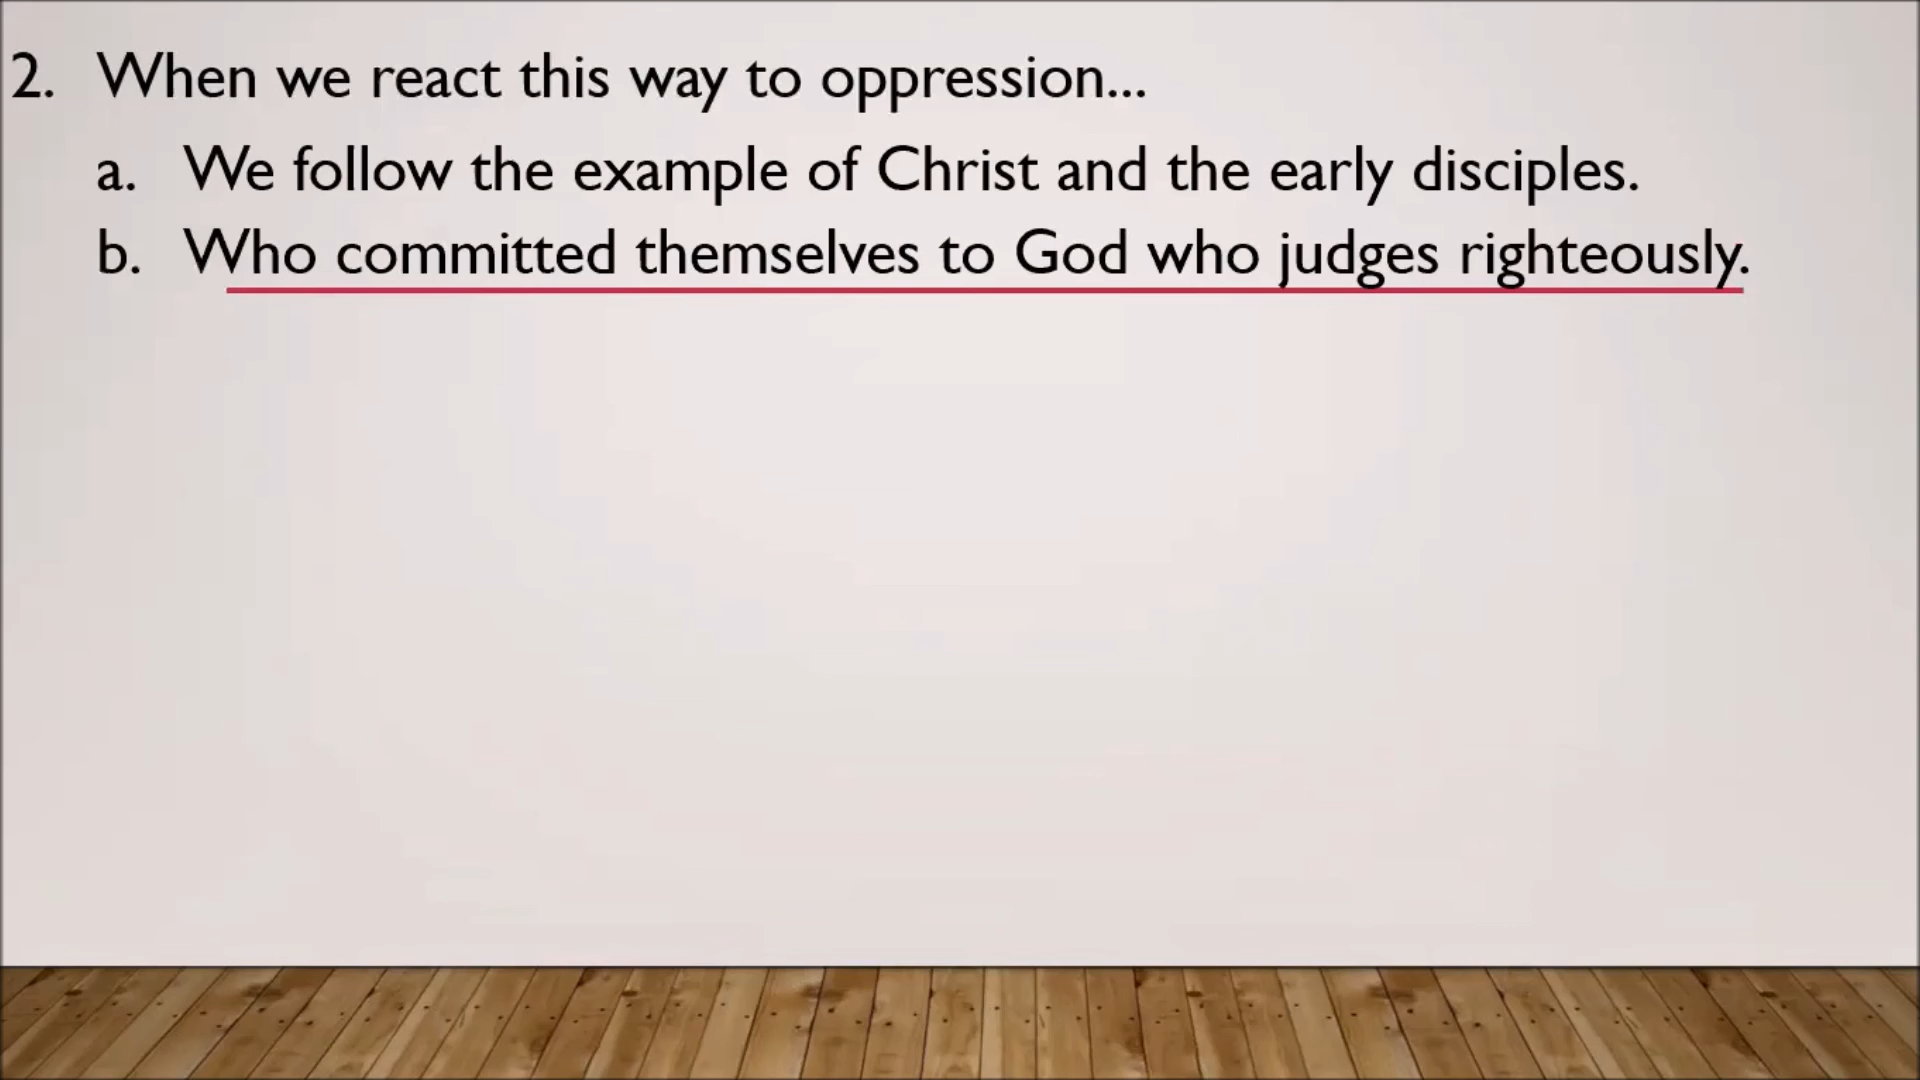 2. When we react this way to oppression...
a. We follow the example of Christ and the early disciples.
b. Who committed themselves to God who judges righteously.